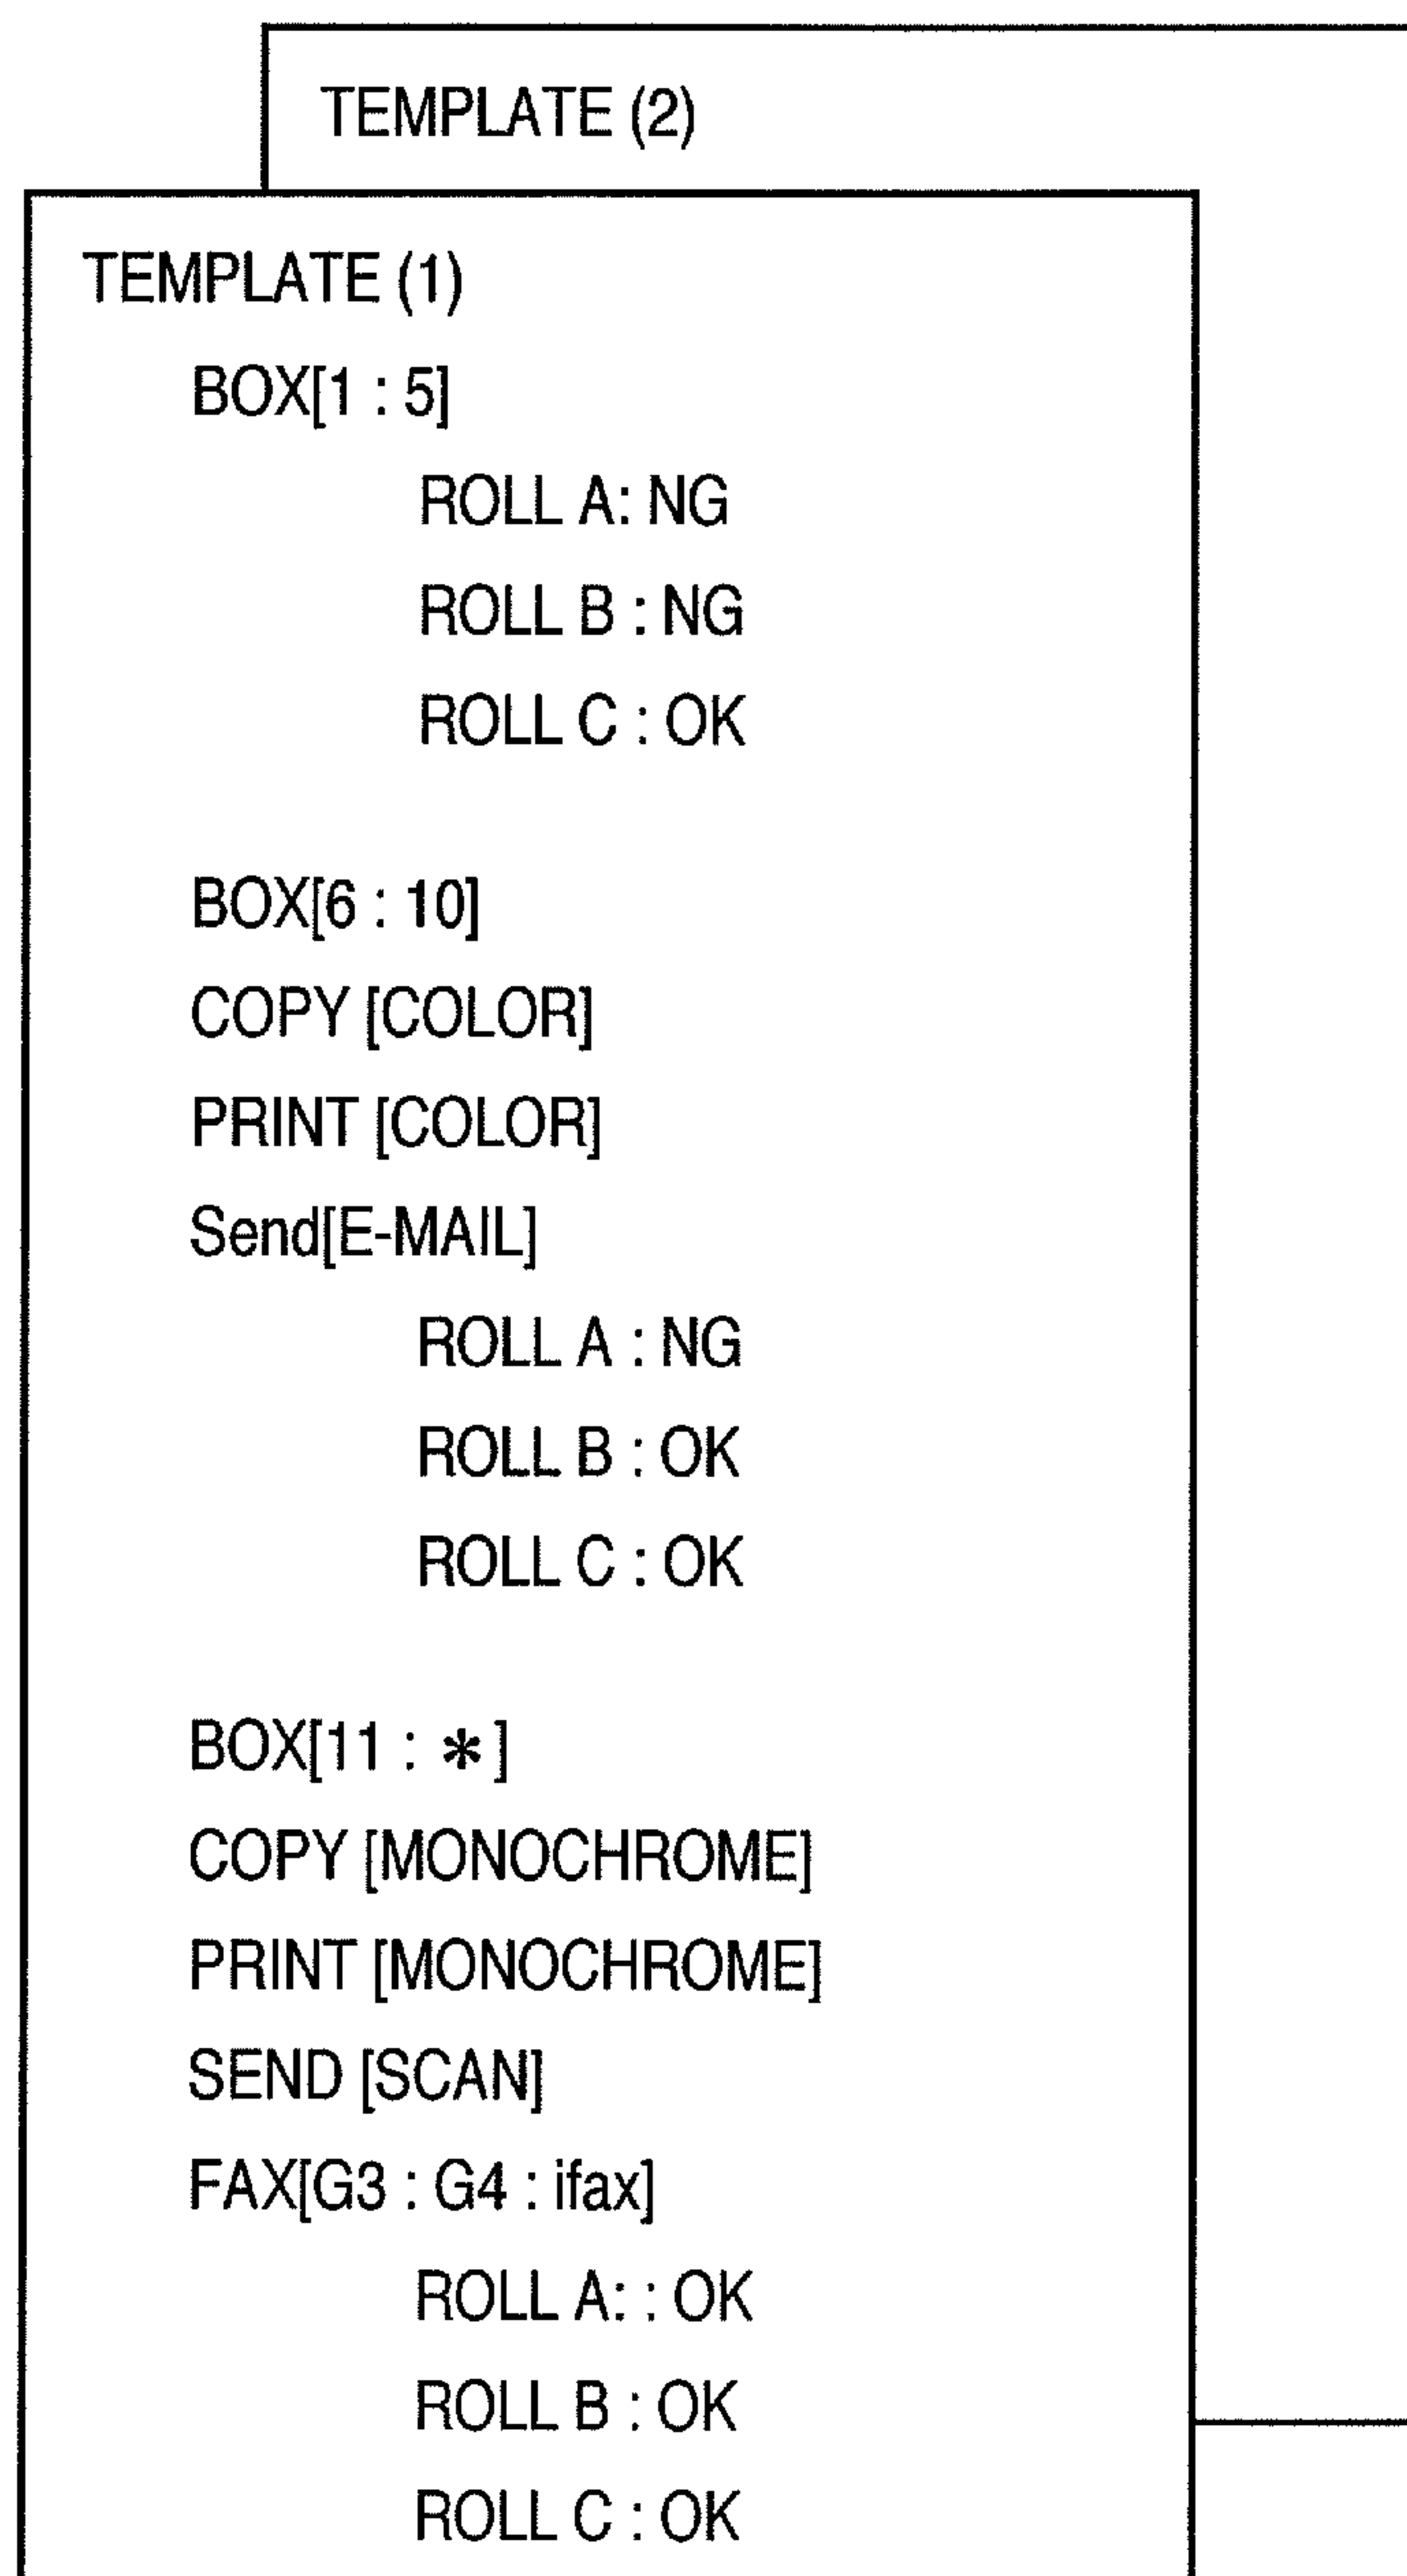 TEMPLATE (2)
TEMPLATE (1)
BOX[1 : 5]
ROLL A: NG
ROLL B : NG
ROLL C : OK
BOX[6 : 10]
COPY [COLOR]
PRINT [COLOR]
Send[E-MAIL]
ROLL A : NG
ROLL B : OK
ROLL C : OK
BOX[11 : * ]
COPY [MONOCHROME]
PRINT [MONOCHROME]
SEND [SCAN]
FAX[G3 : G4 : ifax]
ROLL A: : OK
ROLL B : OK
ROLL C : OK